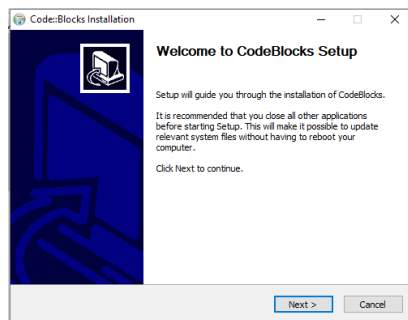 Code::Blocks Installation
Welcome to CodeBlocks Setup
Setup will guide you through the installation of CodeBlocks.
It is recommended that you close all other applications
before starting Setup. This will make it possible to update
relevant system files without having to reboot your
computer.
Click Next to continue.
Next >
Cancel